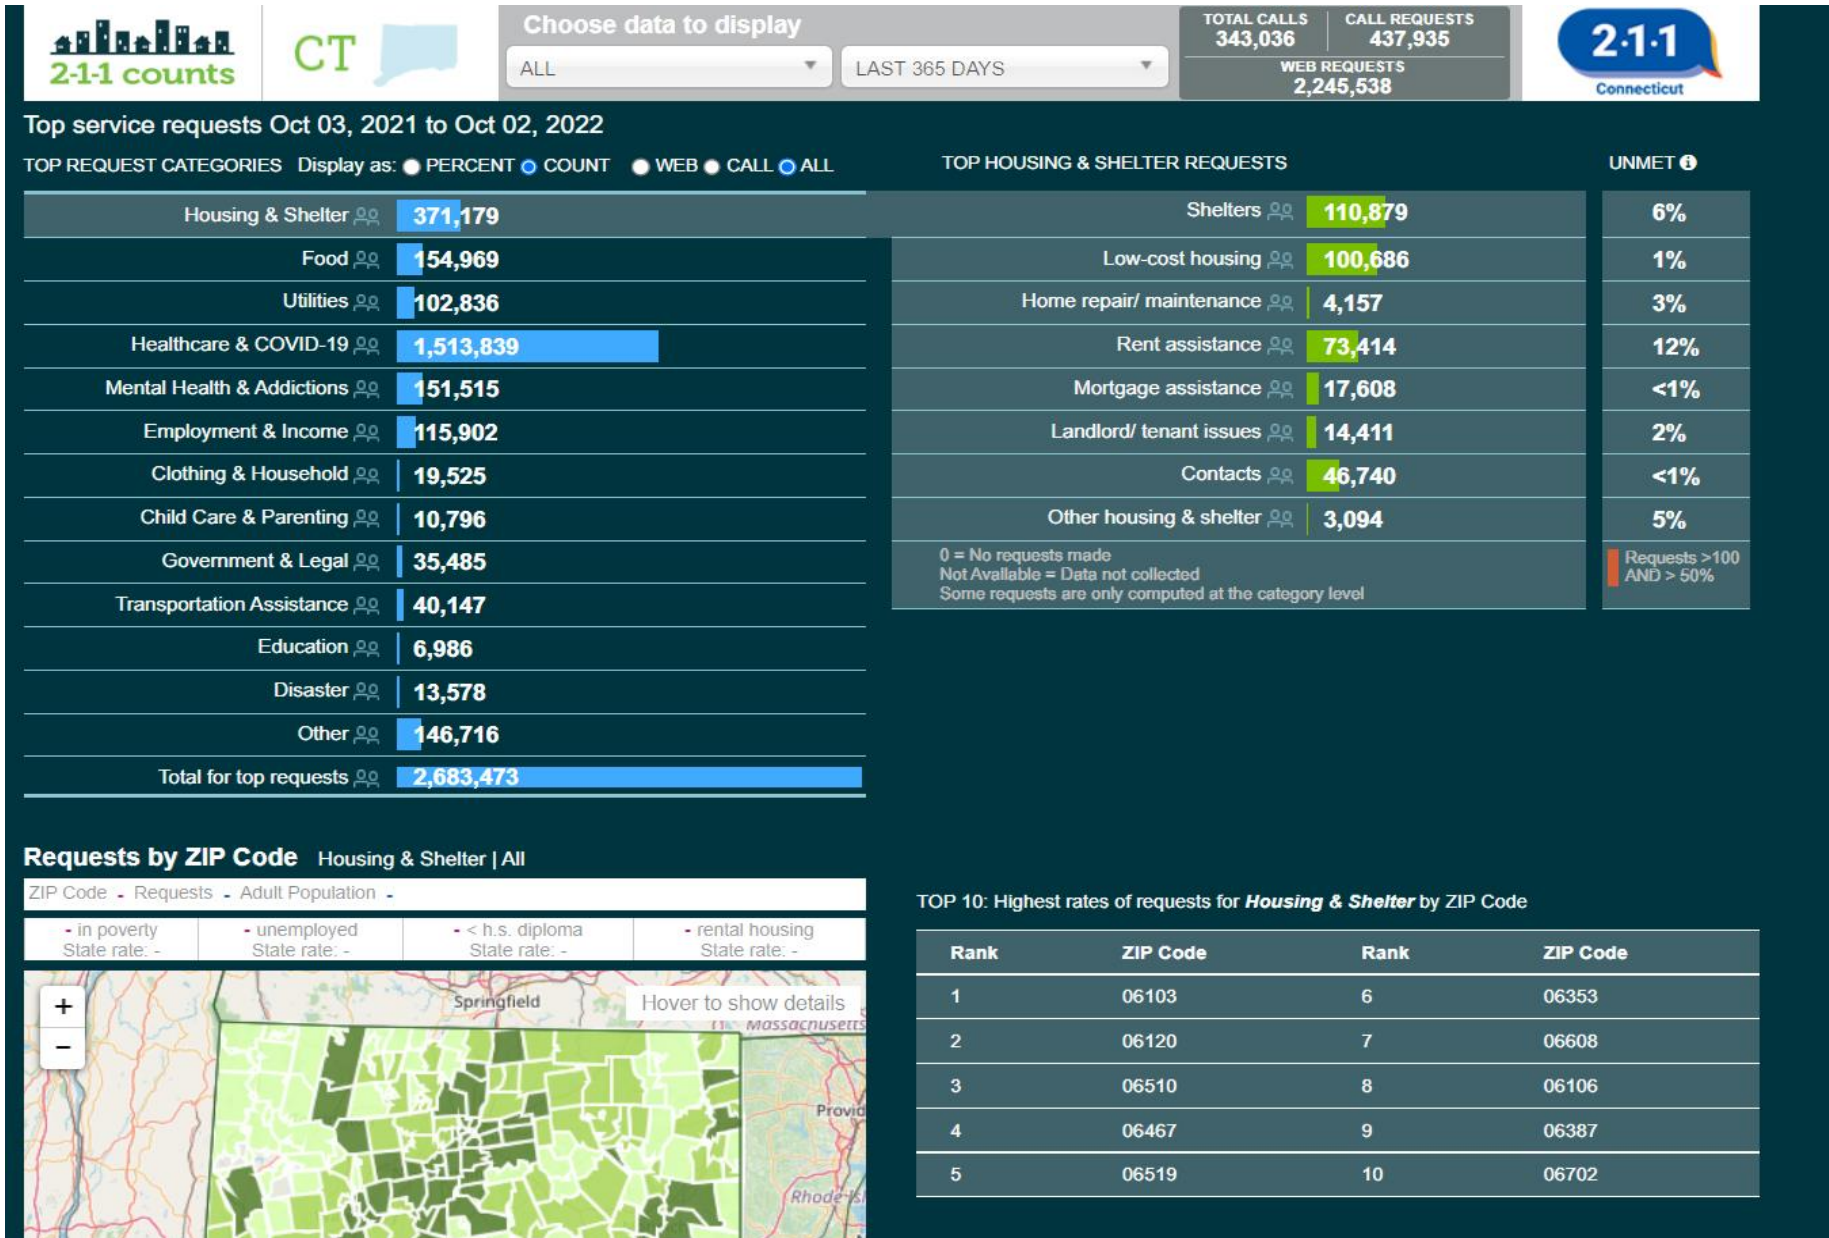 2-1-1 counts
CT
Choose data to display
ALL
LAST 365 DAYS
TOTAL CALLS
343,036
CALL REQUESTS
437,935
WEB REQUESTS
2,245,538
2·1·1
Connecticut
Top service requests Oct 03, 2021 to Oct 02, 2022
TOP REQUEST CATEGORIES Display as: PERCENT COUNT WEB CALL ALL
Housing & Shelter 371,179
Food 154,969
Utilities 102,836
Healthcare & COVID-19 1,513,839
Mental Health & Addictions 151,515
Employment & Income 115,902
Clothing & Household 19,525
Child Care & Parenting 10,796
Government & Legal 35,485
Transportation Assistance 40,147
Education 6,986
Disaster 13,578
Other 146,716
Total for top requests 2,683,473
TOP HOUSING & SHELTER REQUESTS UNMET
Shelters 110,879 6%
Low-cost housing 100,686 1%
Home repair/ maintenance 4,157 3%
Rent assistance 73,414 12%
Mortgage assistance 17,608 <1%
Landlord/ tenant issues 14,411 2%
Contacts 46,740 <1%
Other housing & shelter 3,094 5%
0 = No requests made
Not Available = Data not collected
Some requests are only computed at the category level
Requests >100
AND > 50%
Requests by ZIP Code Housing & Shelter | All
ZIP Code - Requests - Adult Population -
- in poverty
State rate: -
- unemployed
State rate: -
- < h.s. diploma
State rate: -
- rental housing
State rate: -
+
−
Springfield
Hover to show details
Massachusetts
Provid
Rhode Isl
TOP 10: Highest rates of requests for Housing & Shelter by ZIP Code
Rank ZIP Code Rank ZIP Code
1 06103 6 06353
2 06120 7 06608
3 06510 8 06106
4 06467 9 06387
5 06519 10 06702